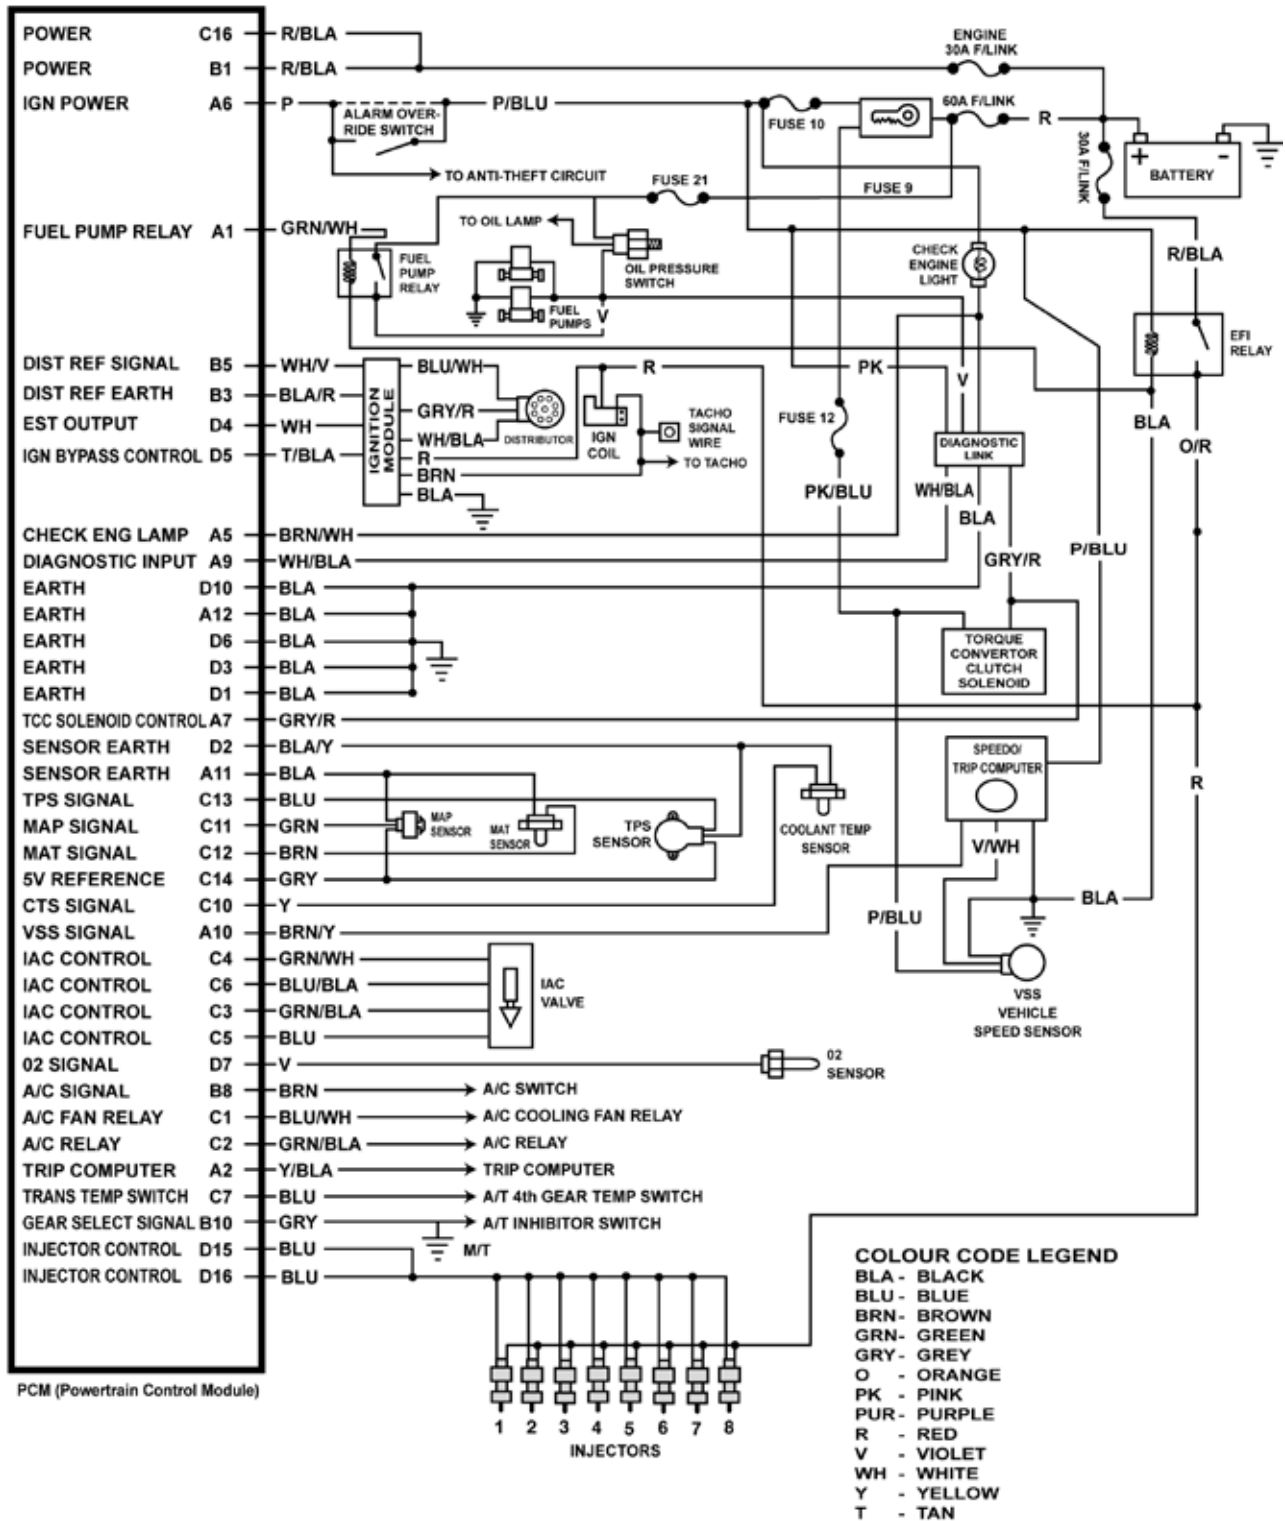 POWER C16 R/BLA
ENGINE
30A F/LINK
POWER B1 R/BLA
IGN POWER A6 P P/BLU
ALARM OVER-
RIDE SWITCH
FUSE 10
60A F/LINK
R
30A F/LINK
+ -
BATTERY
TO ANTI-THEFT CIRCUIT
FUSE 21
FUSE 9
TO OIL LAMP
FUEL PUMP RELAY A1 GRN/WH
FUEL
PUMP
RELAY
OIL PRESSURE
SWITCH
FUEL
PUMPS
V
CHECK
ENGINE
LIGHT
R/BLA
EFI
RELAY
DIST REF SIGNAL B5 WH/V
DIST REF EARTH B3 BLA/R
EST OUTPUT D4 WH
IGN BYPASS CONTROL D5 T/BLA
IGNITION
MODULE
BLU/WH
GRY/R
WH/BLA
R
BRN
BLA
DISTRIBUTOR
R
IGN
COIL
TACHO
SIGNAL
WIRE
TO TACHO
PK
V
FUSE 12
DIAGNOSTIC
LINK
BLA
O/R
PK/BLU
WH/BLA
BLA
GRY/R
P/BLU
CHECK ENG LAMP A5 BRN/WH
DIAGNOSTIC INPUT A9 WH/BLA
EARTH D10 BLA
EARTH A12 BLA
EARTH D6 BLA
EARTH D3 BLA
EARTH D1 BLA
TORQUE
CONVERTOR
CLUTCH
SOLENOID
TCC SOLENOID CONTROL A7 GRY/R
SENSOR EARTH D2 BLA/Y
SENSOR EARTH A11 BLA
TPS SIGNAL C13 BLU
MAP SIGNAL C11 GRN
MAT SIGNAL C12 BRN
5V REFERENCE C14 GRY
CTS SIGNAL C10 Y
VSS SIGNAL A10 BRN/Y
MAP
SENSOR
MAT
SENSOR
TPS
SENSOR
COOLANT TEMP
SENSOR
SPEEDO/
TRIP COMPUTER
R
V/WH
P/BLU
BLA
VSS
VEHICLE
SPEED SENSOR
IAC CONTROL C4 GRN/WH
IAC CONTROL C6 BLU/BLA
IAC CONTROL C3 GRN/BLA
IAC CONTROL C5 BLU
IAC
VALVE
02 SIGNAL D7 V
02
SENSOR
A/C SIGNAL B8 BRN A/C SWITCH
A/C FAN RELAY C1 BLU/WH A/C COOLING FAN RELAY
A/C RELAY C2 GRN/BLA A/C RELAY
TRIP COMPUTER A2 Y/BLA TRIP COMPUTER
TRANS TEMP SWITCH C7 BLU A/T 4th GEAR TEMP SWITCH
GEAR SELECT SIGNAL B10 GRY A/T INHIBITOR SWITCH
M/T
INJECTOR CONTROL D15 BLU
INJECTOR CONTROL D16 BLU
PCM (Powertrain Control Module)
1 2 3 4 5 6 7 8
INJECTORS
COLOUR CODE LEGEND
BLA - BLACK
BLU - BLUE
BRN - BROWN
GRN - GREEN
GRY - GREY
O - ORANGE
PK - PINK
PUR - PURPLE
R - RED
V - VIOLET
WH - WHITE
Y - YELLOW
T - TAN